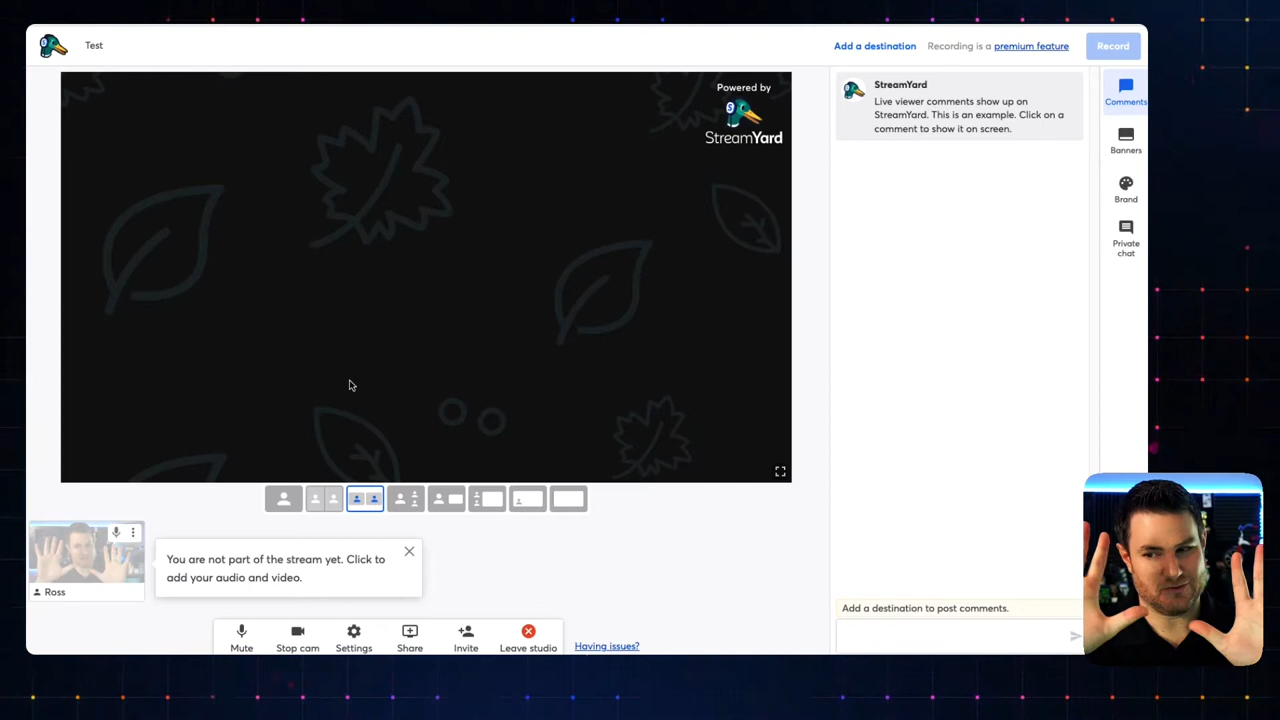 Test
Add a destination
Recording is a premium feature
Record
Powered by
StreamYard
StreamYard
Live viewer comments show up on
StreamYard. This is an example. Click on a
comment to show it on screen.
Comments
Banners
Brand
Private
chat
You are not part of the stream yet. Click to
add your audio and video.
Ross
Add a destination to post comments.
Mute
Stop cam
Settings
Share
Invite
Leave studio
Having issues?